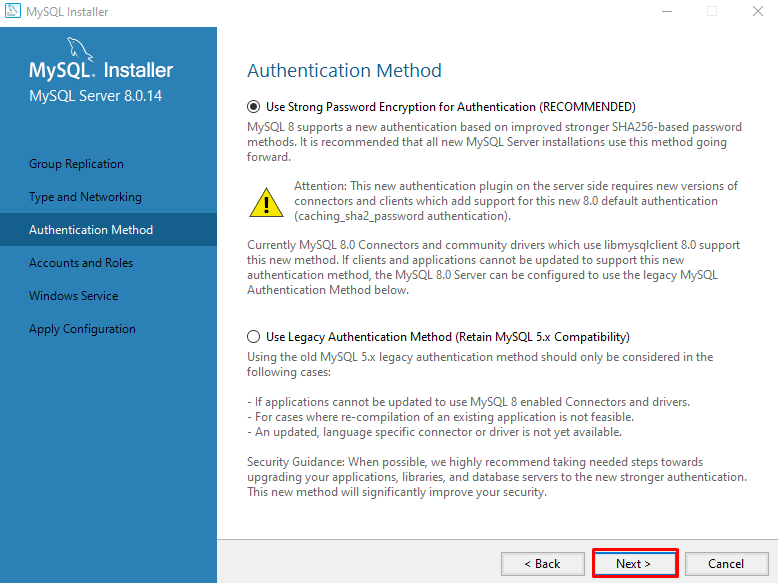 MySQL Installer
MySQL. Installer
MySQL Server 8.0.14
Group Replication
Type and Networking
Authentication Method
Accounts and Roles
Windows Service
Apply Configuration
Authentication Method
Use Strong Password Encryption for Authentication (RECOMMENDED)
MySQL 8 supports a new authentication based on improved stronger SHA256-based password
methods. It is recommended that all new MySQL Server installations use this method going
forward.
Attention: This new authentication plugin on the server side requires new versions of
connectors and clients which add support for this new 8.0 default authentication
(caching_sha2_password authentication).
Currently MySQL 8.0 Connectors and community drivers which use libmysqlclient 8.0 support
this new method. If clients and applications cannot be updated to support this new
authentication method, the MySQL 8.0 Server can be configured to use the legacy MySQL
Authentication Method below.
Use Legacy Authentication Method (Retain MySQL 5.x Compatibility)
Using the old MySQL 5.x legacy authentication method should only be considered in the
following cases:
- If applications cannot be updated to use MySQL 8 enabled Connectors and drivers.
- For cases where re-compilation of an existing application is not feasible.
- An updated, language specific connector or driver is not yet available.
Security Guidance: When possible, we highly recommend taking needed steps towards
upgrading your applications, libraries, and database servers to the new stronger authentication.
This new method will significantly improve your security.
< Back
Next >
Cancel